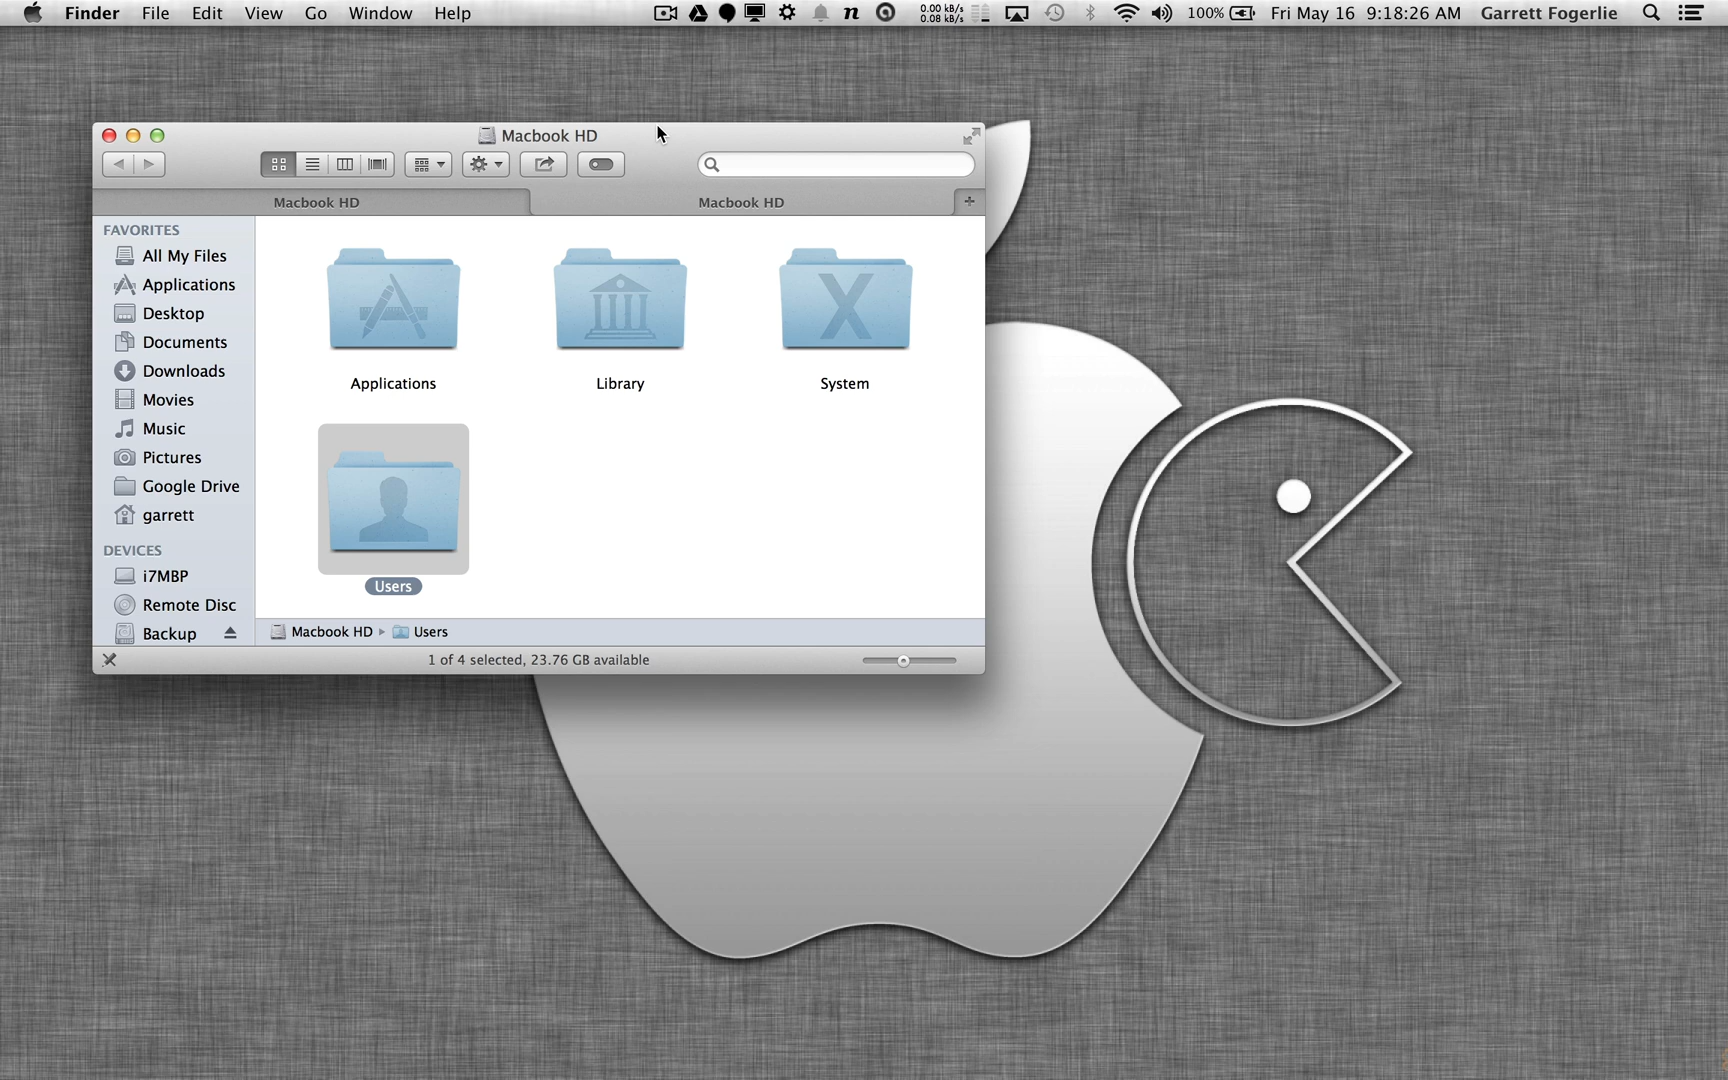 Finder File Edit View Go Window Help 0.00 kB/s 0.08 kB/s 100% Fri May 16 9:18:26 AM Garrett Fogerlie
Macbook HD
Macbook HD Macbook HD +
FAVORITES
All My Files
Applications
Desktop
Documents
Downloads
Movies
Music
Pictures
Google Drive
garrett
DEVICES
i7MBP
Remote Disc
Backup
Applications Library System
Users
Macbook HD Users
1 of 4 selected, 23.76 GB available